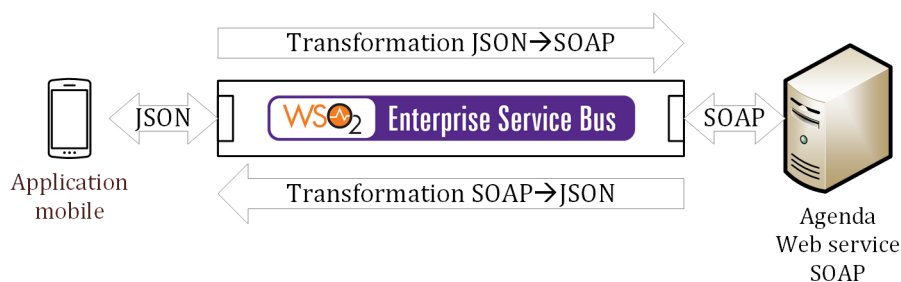 Transformation JSON→SOAP
JSON
WSO2 Enterprise Service Bus
SOAP
Application
mobile
Transformation SOAP→JSON
Agenda
Web service
SOAP